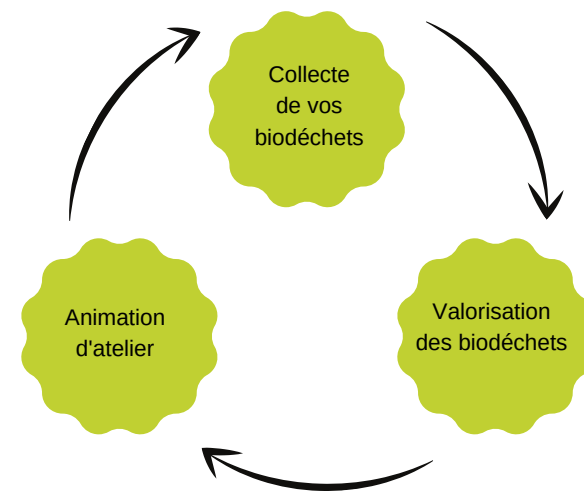 Collecte
de vos
biodéchets
Valorisation
des biodéchets
Animation
d'atelier